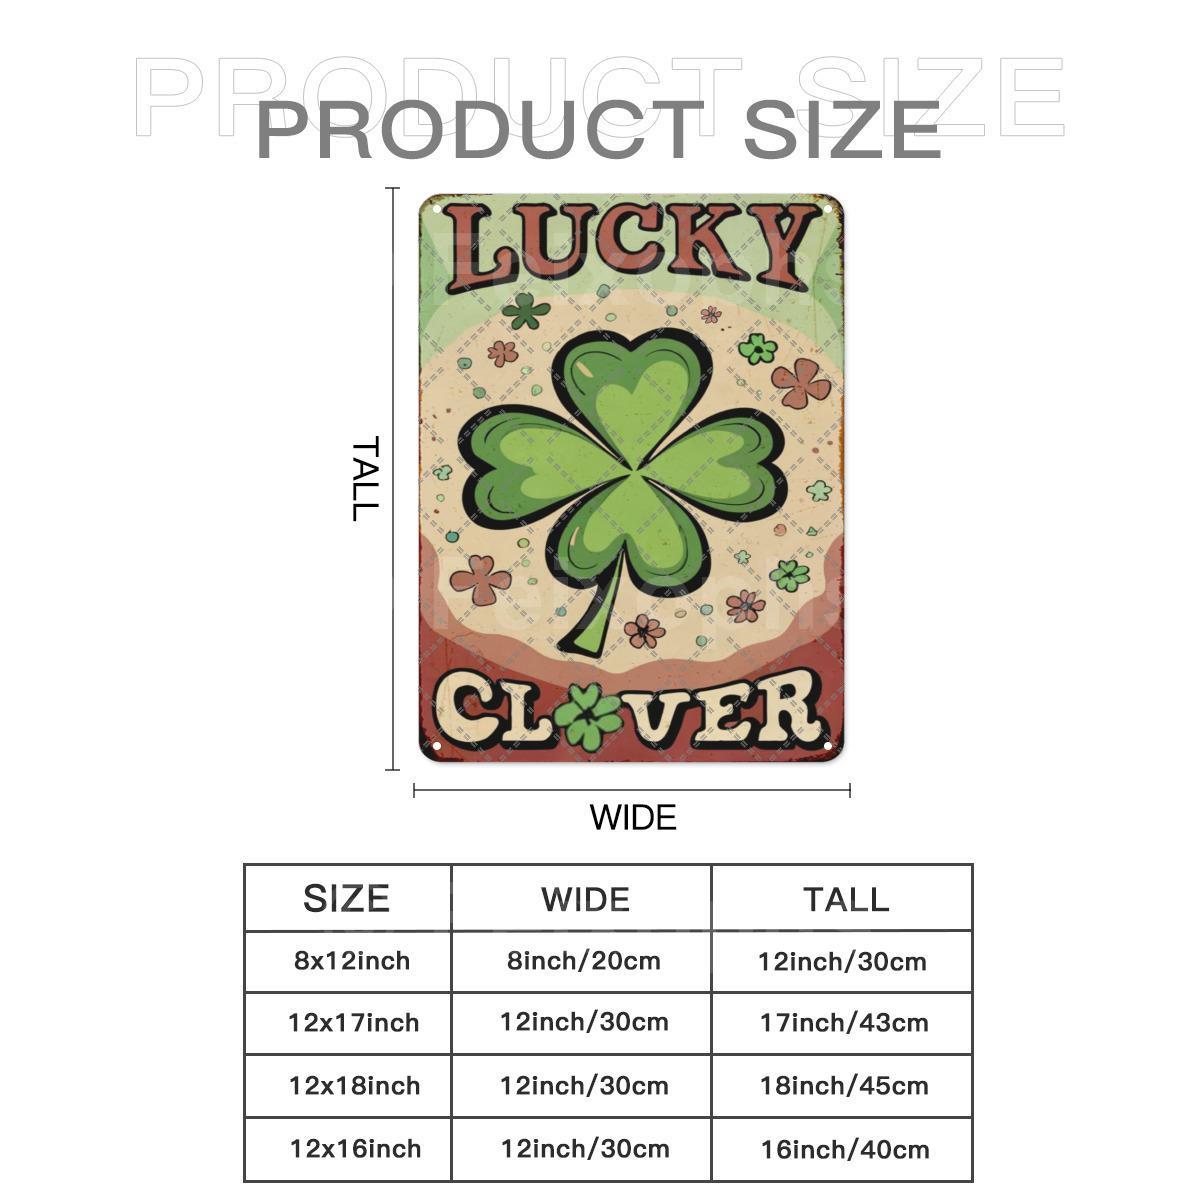 PRODUCT SIZE
PRODUCT SIZE
LUCKY
CLOVER
TALL
WIDE
SIZE WIDE TALL
8x12inch 8inch/20cm 12inch/30cm
12x17inch 12inch/30cm 17inch/43cm
12x18inch 12inch/30cm 18inch/45cm
12x16inch 12inch/30cm 16inch/40cm